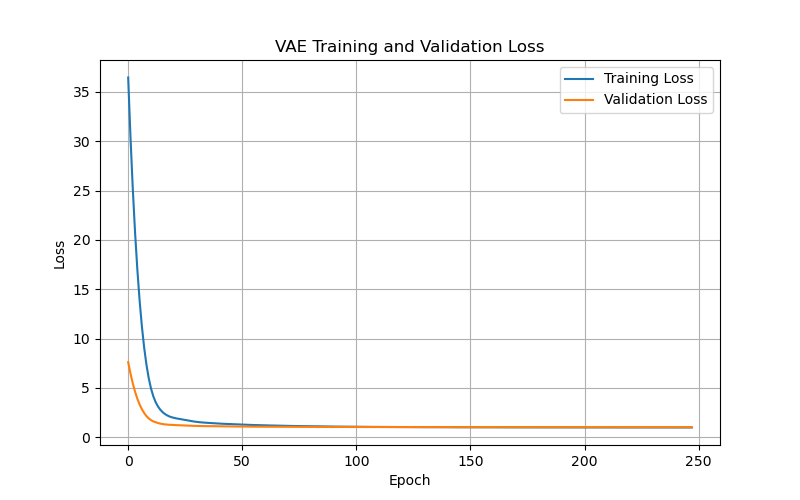 VAE Training and Validation Loss
Training Loss
Validation Loss
35
30
25
20
15
10
5
0
Loss
0 50 100 150 200 250
Epoch